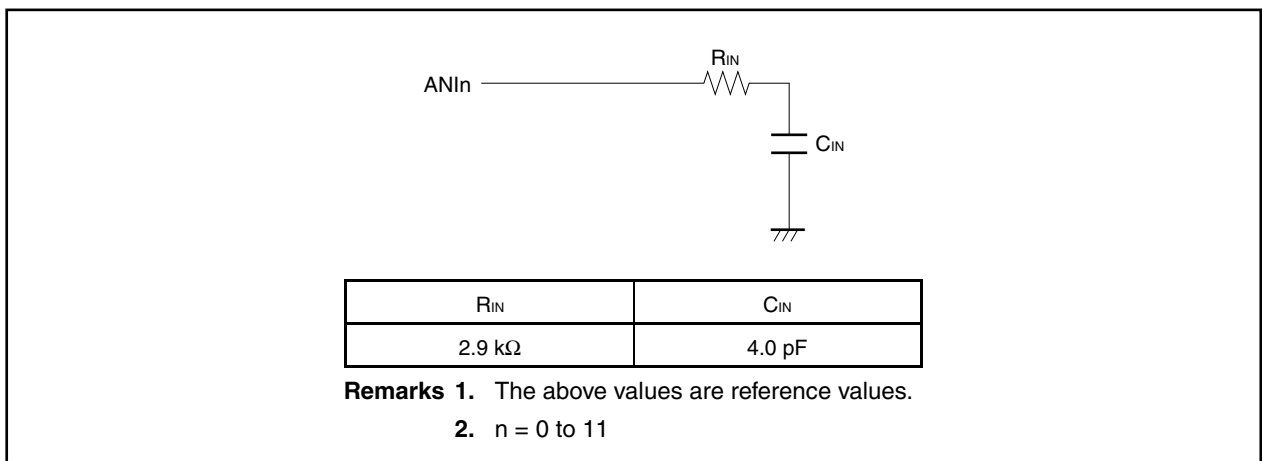 RIN
ANIn
CIN
RIN CIN
2.9 kΩ 4.0 pF
Remarks 1. The above values are reference values.
2. n = 0 to 11